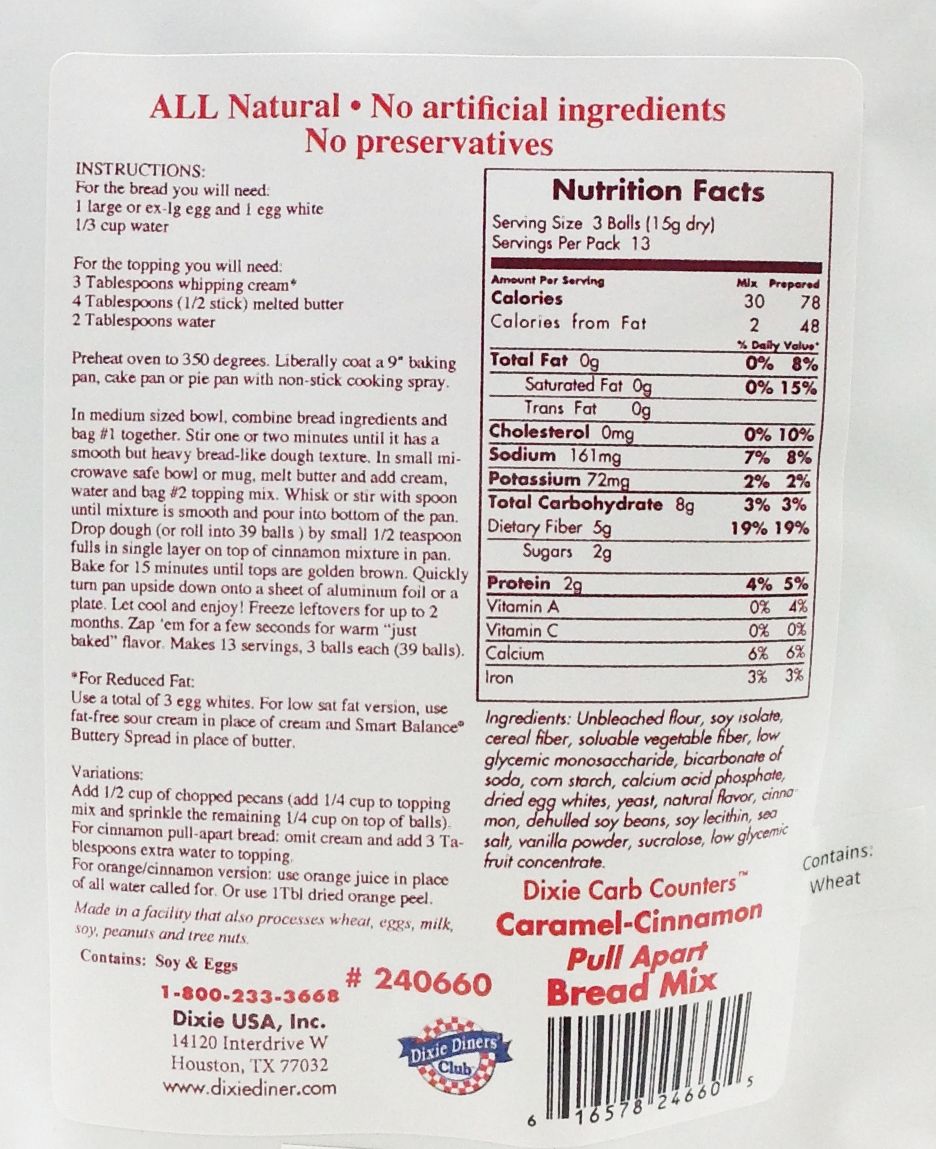 ALL Natural • No artificial ingredients
No preservatives
INSTRUCTIONS:
For the bread you will need:
1 large or ex-lg egg and 1 egg white
1/3 cup water
For the topping you will need:
3 Tablespoons whipping cream*
4 Tablespoons (1/2 stick) melted butter
2 Tablespoons water
Preheat oven to 350 degrees. Liberally coat a 9" baking
pan, cake pan or pie pan with non-stick cooking spray.
In medium sized bowl, combine bread ingredients and
bag #1 together. Stir one or two minutes until it has a
smooth but heavy bread-like dough texture. In small mi-
crowave safe bowl or mug, melt butter and add cream,
water and bag #2 topping mix. Whisk or stir with spoon
until mixture is smooth and pour into bottom of the pan.
Drop dough (or roll into 39 balls ) by small 1/2 teaspoon
fulls in single layer on top of cinnamon mixture in pan.
Bake for 15 minutes until tops are golden brown. Quickly
turn pan upside down onto a sheet of aluminum foil or a
plate. Let cool and enjoy! Freeze leftovers for up to 2
months. Zap 'em for a few seconds for warm "just
baked" flavor. Makes 13 servings, 3 balls each (39 balls).
*For Reduced Fat:
Use a total of 3 egg whites. For low sat fat version, use
fat-free sour cream in place of cream and Smart Balance®
Buttery Spread in place of butter.
Variations:
Add 1/2 cup of chopped pecans (add 1/4 cup to topping
mix and sprinkle the remaining 1/4 cup on top of balls).
For cinnamon pull-apart bread: omit cream and add 3 Ta-
blespoons extra water to topping.
For orange/cinnamon version: use orange juice in place
of all water called for. Or use 1Tbl dried orange peel.
Made in a facility that also processes wheat, eggs, milk,
soy, peanuts and tree nuts.
Contains: Soy & Eggs
# 240660
1-800-233-3668
Dixie USA, Inc.
14120 Interdrive W
Houston, TX 77032
www.dixiediner.com
Dixie Diners'
Club
Nutrition Facts
Serving Size 3 Balls (15g dry)
Servings Per Pack 13
Amount Per Serving Mix Prepared
Calories 30 78
Calories from Fat 2 48
% Daily Value*
Total Fat 0g 0% 8%
Saturated Fat 0g 0% 15%
Trans Fat 0g
Cholesterol 0mg 0% 10%
Sodium 161mg 7% 8%
Potassium 72mg 2% 2%
Total Carbohydrate 8g 3% 3%
Dietary Fiber 5g 19% 19%
Sugars 2g
Protein 2g 4% 5%
Vitamin A 0% 4%
Vitamin C 0% 0%
Calcium 6% 6%
Iron 3% 3%
Ingredients: Unbleached flour, soy isolate,
cereal fiber, soluable vegetable fiber, low
glycemic monosaccharide, bicarbonate of
soda, corn starch, calcium acid phosphate,
dried egg whites, yeast, natural flavor, cinna-
mon, dehulled soy beans, soy lecithin, sea
salt, vanilla powder, sucralose, low glycemic
fruit concentrate.
Contains:
Wheat
Dixie Carb Counters™
Caramel-Cinnamon
Pull Apart
Bread Mix
6 16578 24660 5